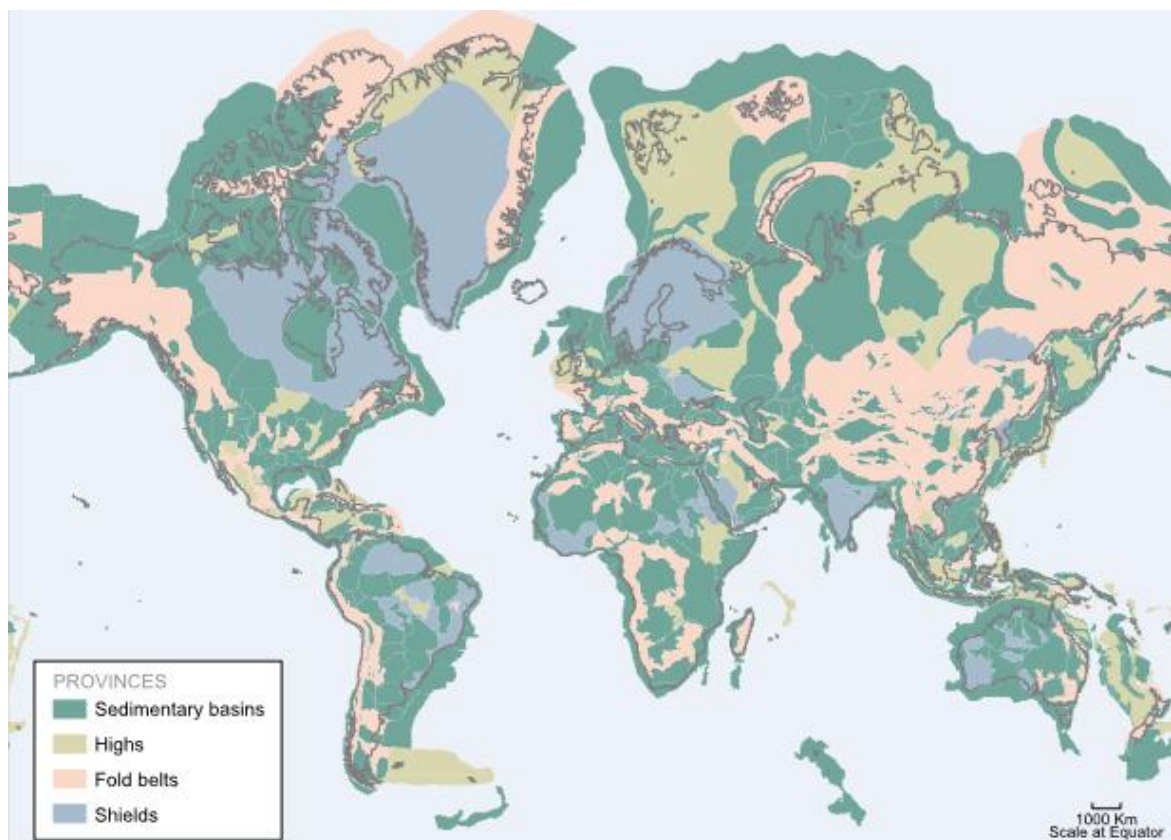 PROVINCES
Sedimentary basins
Highs
Fold belts
Shields
1000 Km
Scale at Equator